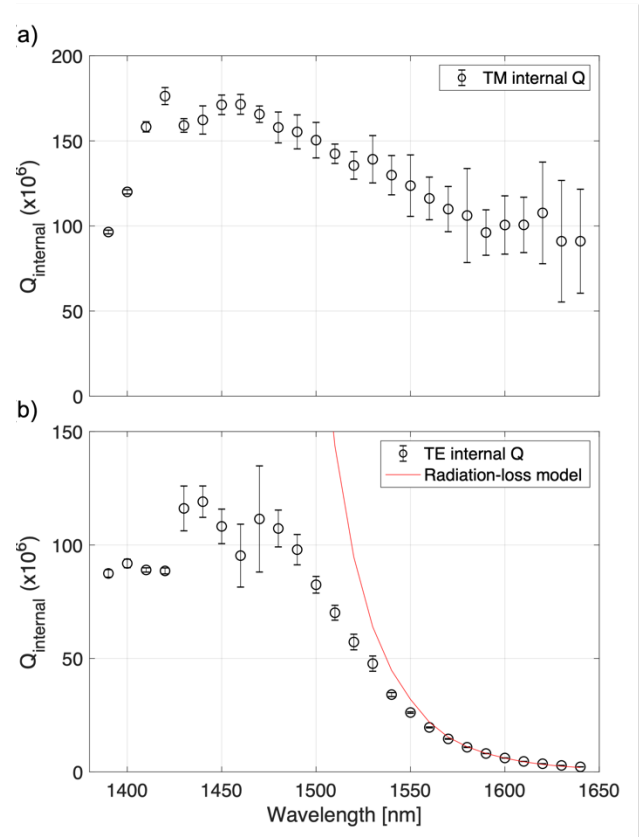 a)
200
150
100
50
0
Q_internal (x10^6)
TM internal Q
b)
150
100
50
0
Q_internal (x10^6)
TE internal Q
Radiation-loss model
1400 1450 1500 1550 1600 1650
Wavelength [nm]